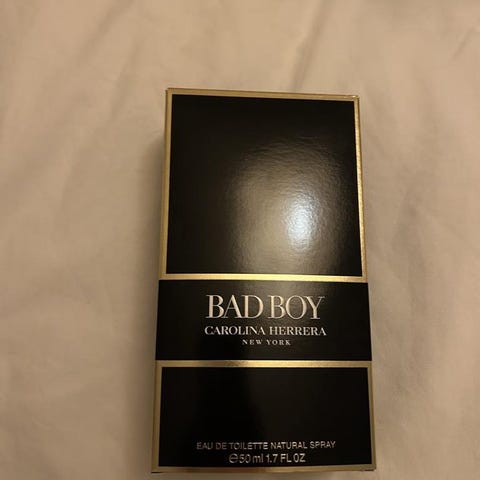 BAD BOY
CAROLINA HERRERA
NEW YORK
EAU DE TOILETTE NATURAL SPRAY
℮50 ml 1.7 FL OZ